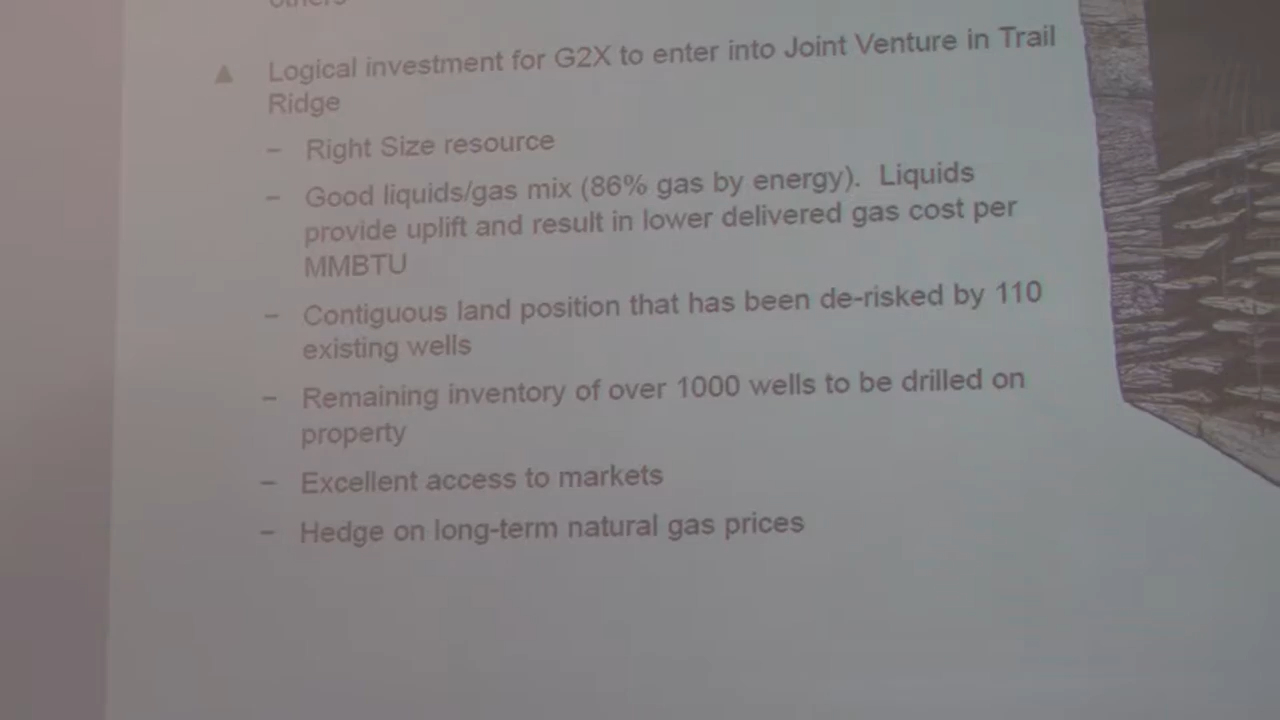 others
▲ Logical investment for G2X to enter into Joint Venture in Trail
Ridge
– Right Size resource
– Good liquids/gas mix (86% gas by energy). Liquids
provide uplift and result in lower delivered gas cost per
MMBTU
– Contiguous land position that has been de-risked by 110
existing wells
– Remaining inventory of over 1000 wells to be drilled on
property
– Excellent access to markets
– Hedge on long-term natural gas prices